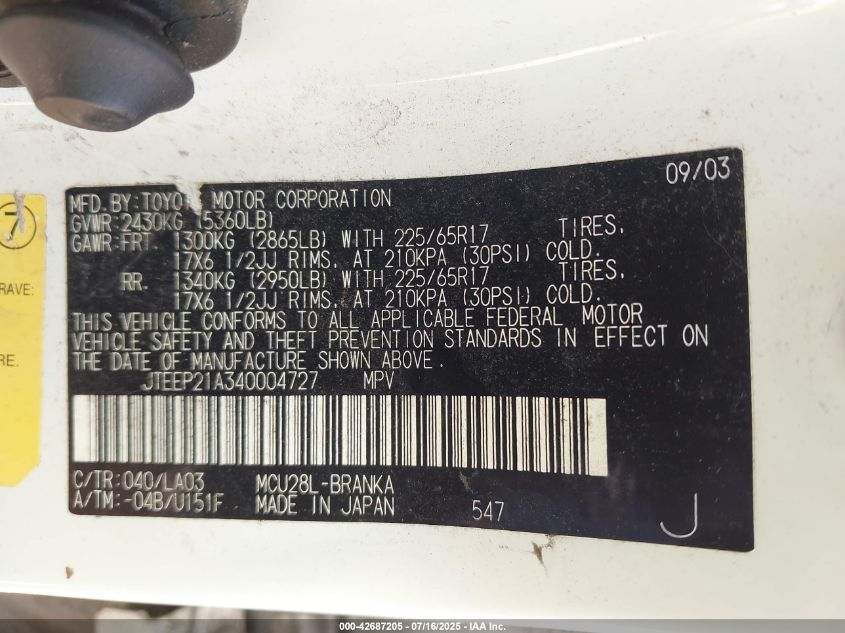 09/03
MFD. BY: TOYOTA MOTOR CORPORATION
GVWR: 2430KG (5360LB)
GAWR: FRT. 1300KG (2865LB) WITH 225/65R17 TIRES,
17X6 1/2JJ RIMS, AT 210KPA (30PSI) COLD.
RR. 1340KG (2950LB) WITH 225/65R17 TIRES,
17X6 1/2JJ RIMS, AT 210KPA (30PSI) COLD.
THIS VEHICLE CONFORMS TO ALL APPLICABLE FEDERAL MOTOR
VEHICLE SAFETY AND THEFT PREVENTION STANDARDS IN EFFECT ON
THE DATE OF MANUFACTURE SHOWN ABOVE.
JTEEP21A340004727 MPV
C/TR: 040/LA03 MCU28L-BRANKA
A/TM: -04B/U151F MADE IN JAPAN 547
J
7
RAVE:
RE.
000-42687205 - 07/16/2025 - IAA Inc.